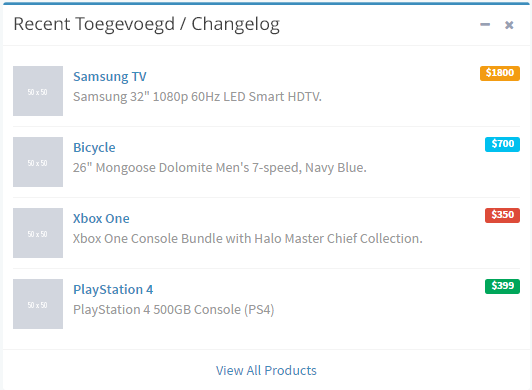 Recent Toegevoegd / Changelog
50 x 50
Samsung TV
$1800
Samsung 32" 1080p 60Hz LED Smart HDTV.
50 x 50
Bicycle
$700
26" Mongoose Dolomite Men's 7-speed, Navy Blue.
50 x 50
Xbox One
$350
Xbox One Console Bundle with Halo Master Chief Collection.
50 x 50
PlayStation 4
$399
PlayStation 4 500GB Console (PS4)
View All Products